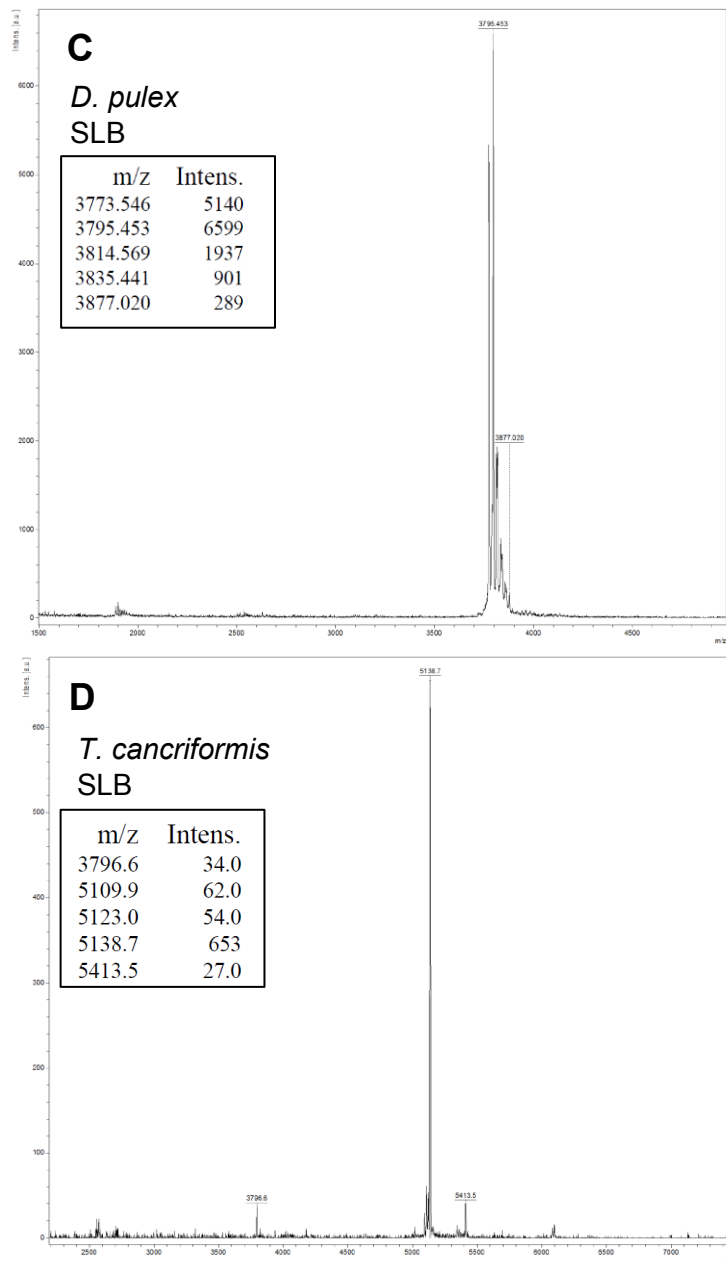 Intens. [a.u.]
3795.453
C
D. pulex
SLB
m/z Intens.
3773.546 5140
3795.453 6599
3814.569 1937
3835.441 901
3877.020 289
6000
5000
4000
3000
2000
1000
0
3877.020
1500 2000 2500 3000 3500 4000 4500
m/z
Intens. [a.u.]
5138.7
D
T. cancriformis
SLB
m/z Intens.
3796.6 34.0
5109.9 62.0
5123.0 54.0
5138.7 653
5413.5 27.0
600
500
400
300
200
100
0
3796.6
5413.5
2500 3000 3500 4000 4500 5000 5500 6000 6500 7000